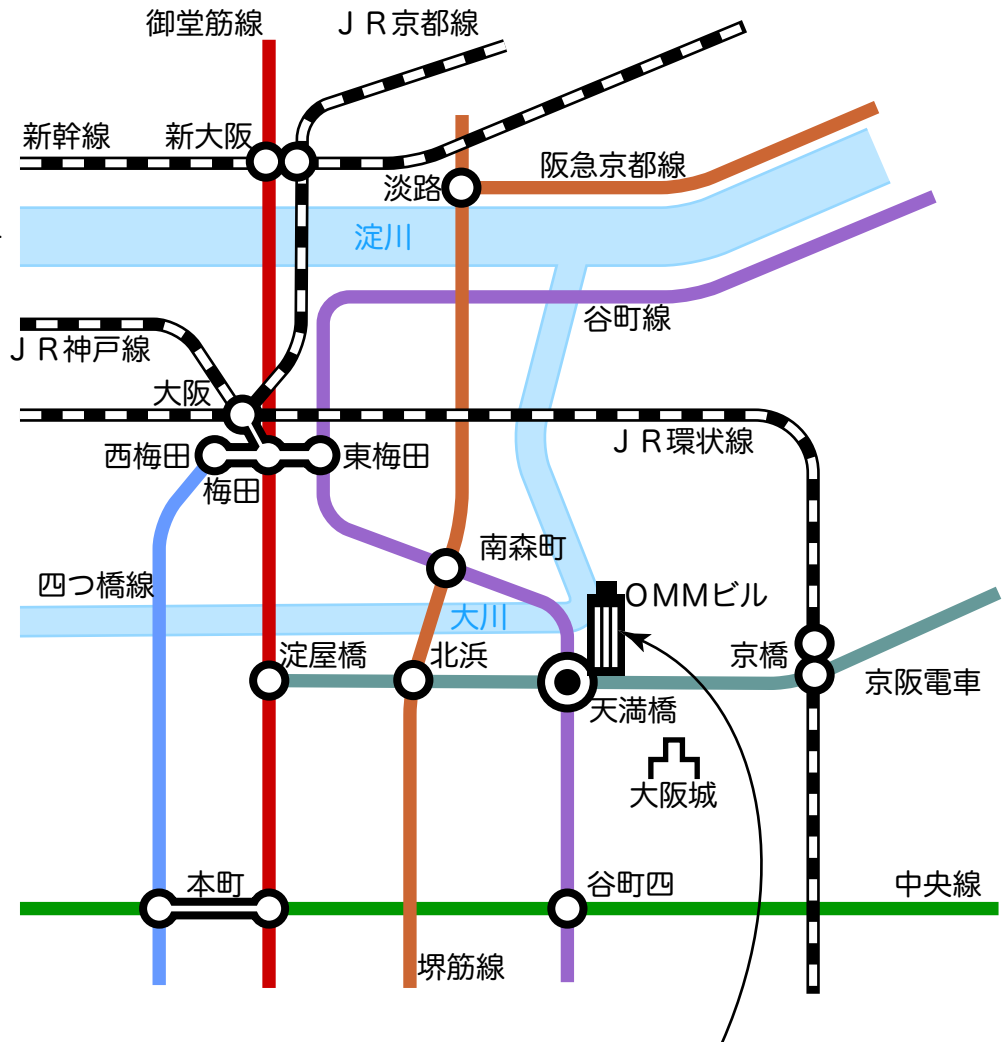 御堂筋線
ＪＲ京都線
新幹線
新大阪
淡路
阪急京都線
淀川
谷町線
ＪＲ神戸線
大阪
ＪＲ環状線
西梅田
東梅田
梅田
南森町
四つ橋線
大川
ＯＭＭビル
淀屋橋
北浜
京橋
京阪電車
天満橋
大阪城
本町
谷町四
中央線
堺筋線